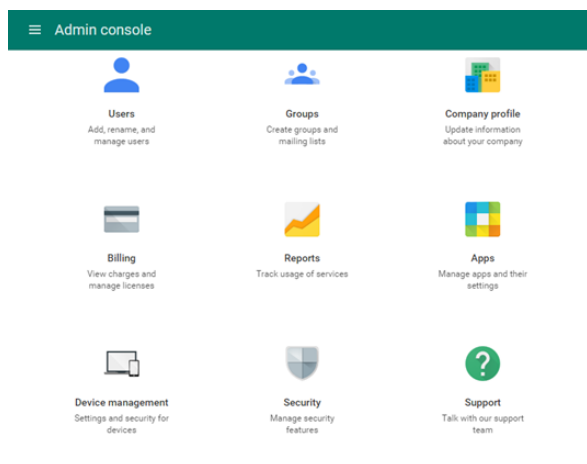 Admin console
Users
Add, rename, and
manage users
Groups
Create groups and
mailing lists
Company profile
Update information
about your company
Billing
View charges and
manage licenses
Reports
Track usage of services
Apps
Manage apps and their
settings
Device management
Settings and security for
devices
Security
Manage security
features
Support
Talk with our support
team